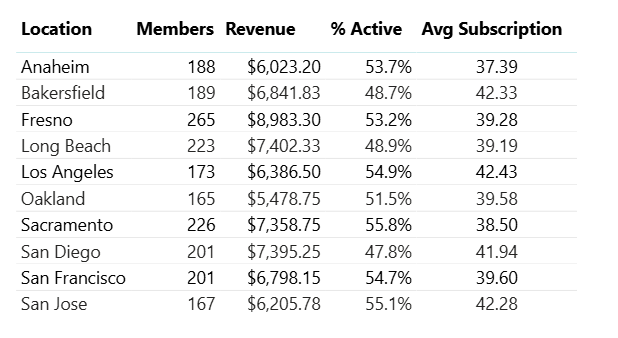 Location Members Revenue % Active Avg Subscription
Anaheim 188 $6,023.20 53.7% 37.39
Bakersfield 189 $6,841.83 48.7% 42.33
Fresno 265 $8,983.30 53.2% 39.28
Long Beach 223 $7,402.33 48.9% 39.19
Los Angeles 173 $6,386.50 54.9% 42.43
Oakland 165 $5,478.75 51.5% 39.58
Sacramento 226 $7,358.75 55.8% 38.50
San Diego 201 $7,395.25 47.8% 41.94
San Francisco 201 $6,798.15 54.7% 39.60
San Jose 167 $6,205.78 55.1% 42.28